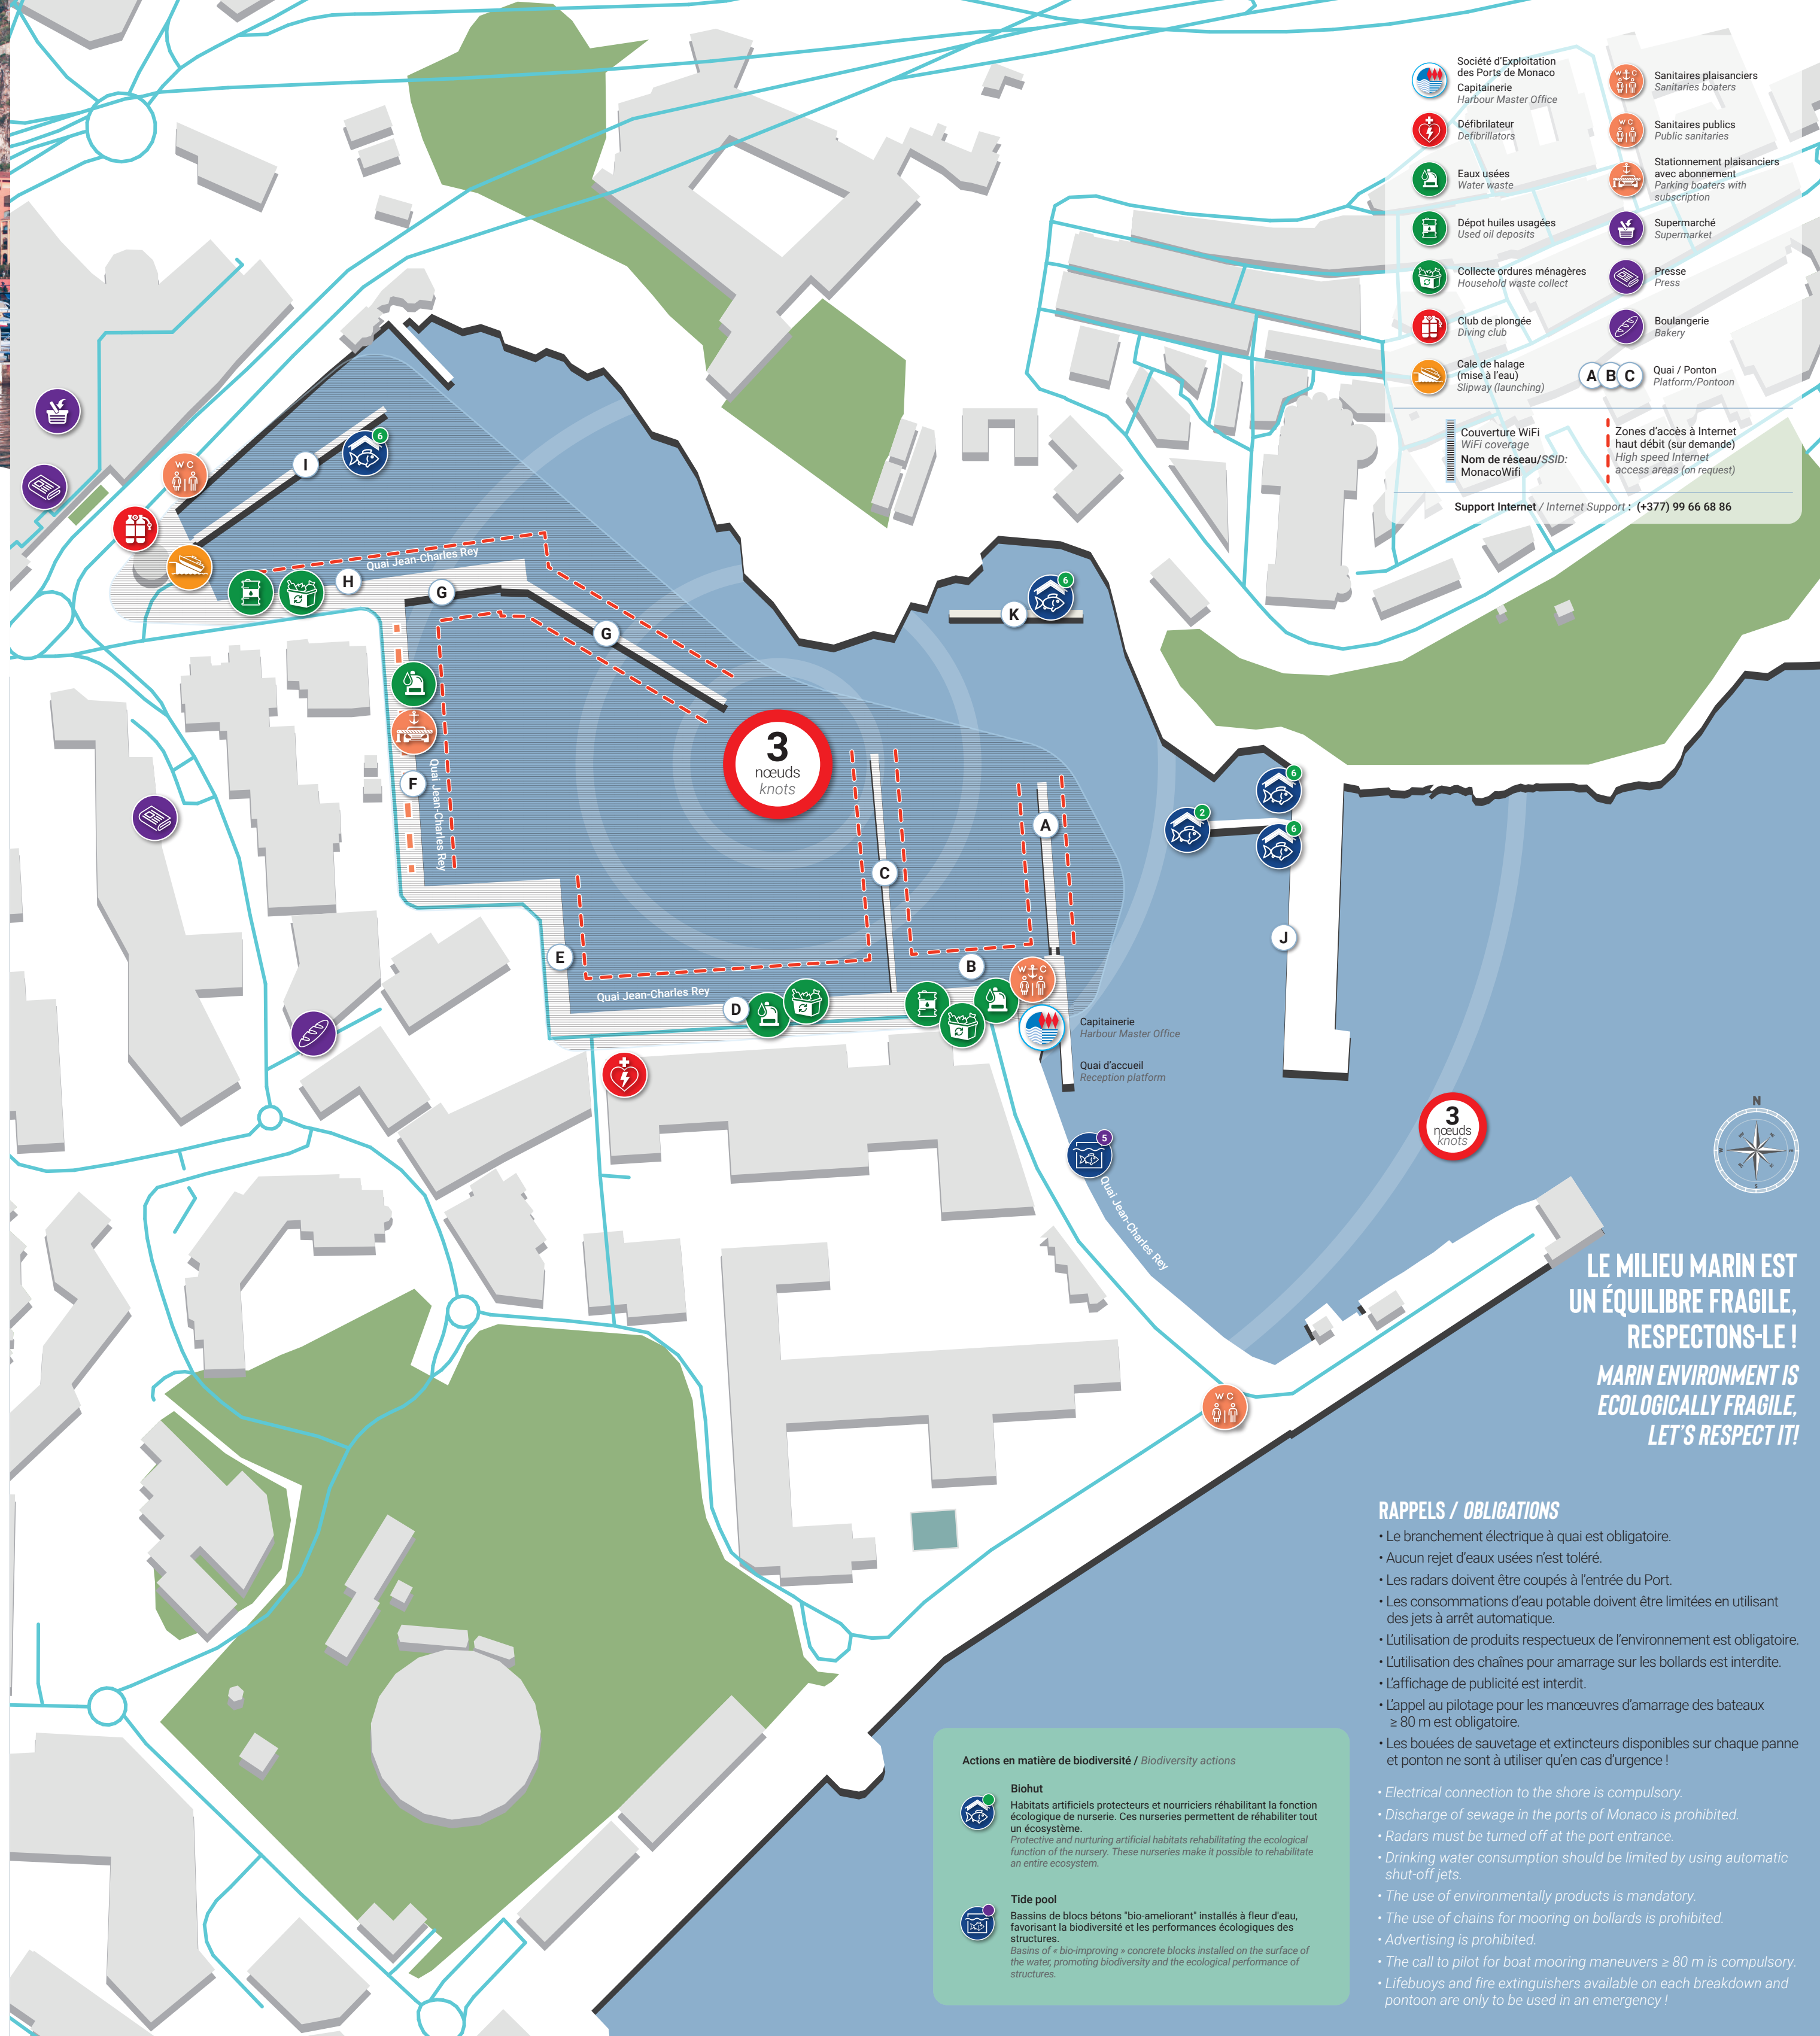 Société d'Exploitation
des Ports de Monaco
Capitainerie
Harbour Master Office
Défibrilateur
Defibrillators
Eaux usées
Water waste
Dépot huiles usagées
Used oil deposits
Collecte ordures ménagères
Household waste collect
Club de plongée
Diving club
Cale de halage
(mise à l'eau)
Slipway (launching)
W C
Sanitaires plaisanciers
Sanitaries boaters
W C
Sanitaires publics
Public sanitaries
Stationnement plaisanciers
avec abonnement
Parking boaters with
subscription
Supermarché
Supermarket
Presse
Press
Boulangerie
Bakery
A B C
Quai / Ponton
Platform/Pontoon
Couverture WiFi
WiFi coverage
Nom de réseau/SSID:
MonacoWifi
Zones d'accès à Internet
haut débit (sur demande)
High speed Internet
access areas (on request)
Support Internet / Internet Support : (+377) 99 66 68 86
6
I
W C
Quai Jean-Charles Rey
H
G
G
6
K
3
nœuds
knots
F
Quai Jean-Charles Rey
6
2
6
A
C
J
E
B
W C
Quai Jean-Charles Rey
D
Capitainerie
Harbour Master Office
Quai d'accueil
Reception platform
N
3
nœuds
knots
5
Quai Jean-Charles Rey
W C
LE MILIEU MARIN EST
UN ÉQUILIBRE FRAGILE,
RESPECTONS-LE !
MARIN ENVIRONMENT IS
ECOLOGICALLY FRAGILE,
LET'S RESPECT IT!
RAPPELS / OBLIGATIONS
• Le branchement électrique à quai est obligatoire.
• Aucun rejet d'eaux usées n'est toléré.
• Les radars doivent être coupés à l'entrée du Port.
• Les consommations d'eau potable doivent être limitées en utilisant
des jets à arrêt automatique.
• L'utilisation de produits respectueux de l'environnement est obligatoire.
• L'utilisation des chaînes pour amarrage sur les bollards est interdite.
• L'affichage de publicité est interdit.
• L'appel au pilotage pour les manœuvres d'amarrage des bateaux
≥ 80 m est obligatoire.
• Les bouées de sauvetage et extincteurs disponibles sur chaque panne
et ponton ne sont à utiliser qu'en cas d'urgence !
• Electrical connection to the shore is compulsory.
• Discharge of sewage in the ports of Monaco is prohibited.
• Radars must be turned off at the port entrance.
• Drinking water consumption should be limited by using automatic
shut-off jets.
• The use of environmentally products is mandatory.
• The use of chains for mooring on bollards is prohibited.
• Advertising is prohibited.
• The call to pilot for boat mooring maneuvers ≥ 80 m is compulsory.
• Lifebuoys and fire extinguishers available on each breakdown and
pontoon are only to be used in an emergency !
Actions en matière de biodiversité / Biodiversity actions
Biohut
Habitats artificiels protecteurs et nourriciers réhabilitant la fonction
écologique de nurserie. Ces nurseries permettent de réhabiliter tout
un écosystème.
Protective and nurturing artificial habitats rehabilitating the ecological
function of the nursery. These nurseries make it possible to rehabilitate
an entire ecosystem.
Tide pool
Bassins de blocs bétons "bio-ameliorant" installés à fleur d'eau,
favorisant la biodiversité et les performances écologiques des
structures.
Basins of « bio-improving » concrete blocks installed on the surface of
the water, promoting biodiversity and the ecological performance of
structures.